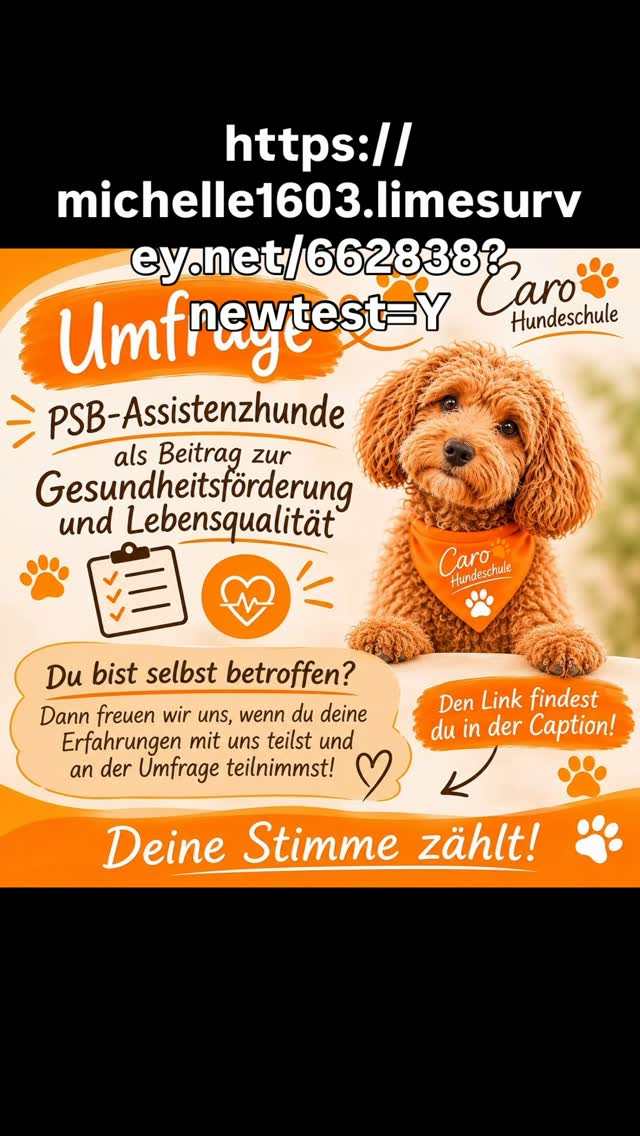 https://
michelle1603.limesurv
ey.net/662838?
newtest=Y
Umfrage
Caro
Hundeschule
PSB-Assistenzhunde
als Beitrag zur
Gesundheitsförderung
und Lebensqualität
Caro
Hundeschule
Du bist selbst betroffen?
Dann freuen wir uns, wenn du deine
Erfahrungen mit uns teilst und
an der Umfrage teilnimmst!
Den Link findest
du in der Caption!
Deine Stimme zählt!